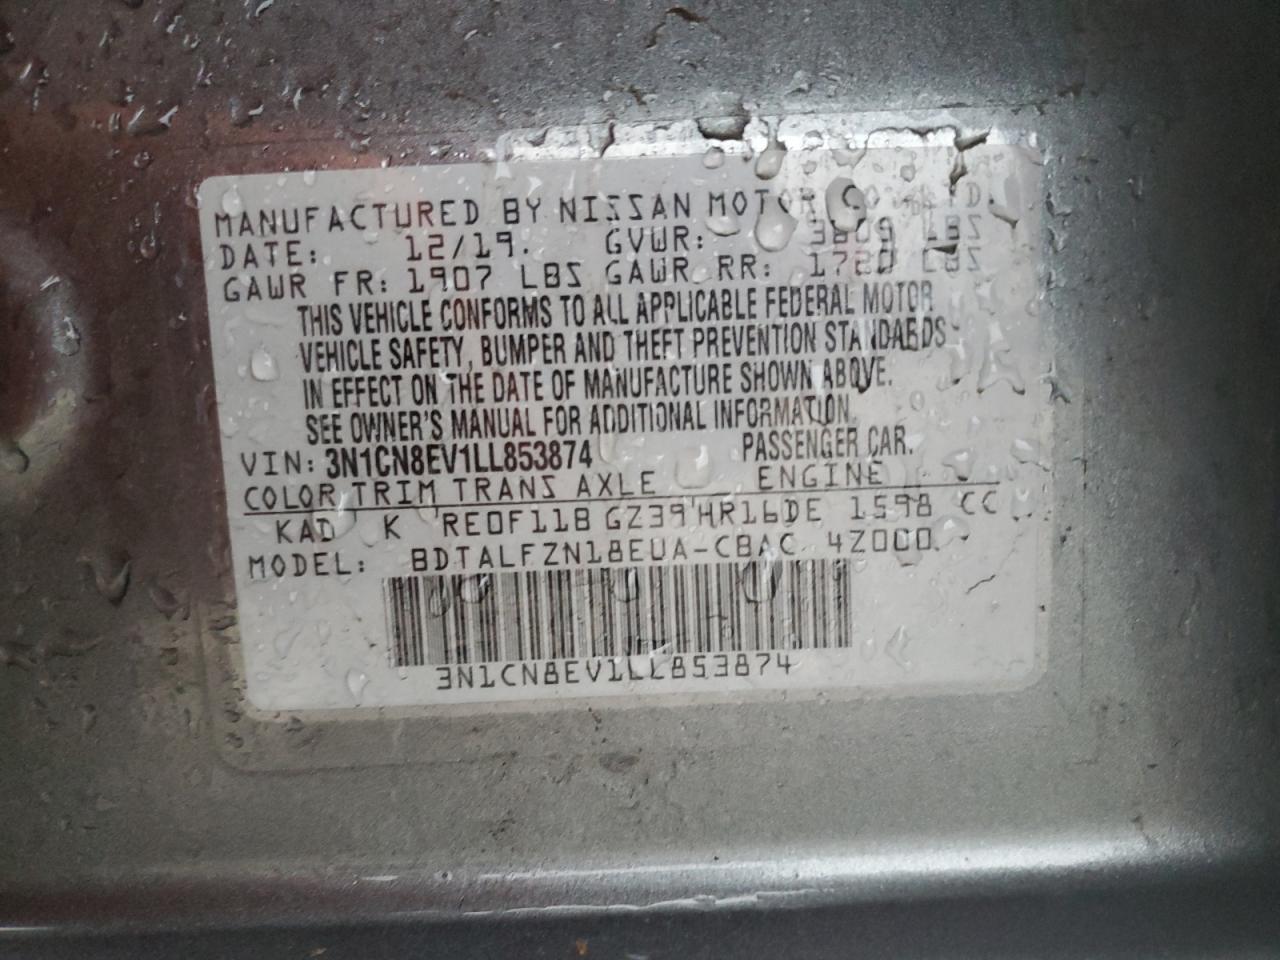 MANUFACTURED BY NISSAN MOTOR CO., LTD.
DATE: 12/19. GVWR: 3609 LBS
GAWR FR: 1907 LBS GAWR RR: 1720 LBS
THIS VEHICLE CONFORMS TO ALL APPLICABLE FEDERAL MOTOR
VEHICLE SAFETY, BUMPER AND THEFT PREVENTION STANDARDS
IN EFFECT ON THE DATE OF MANUFACTURE SHOWN ABOVE.
SEE OWNER'S MANUAL FOR ADDITIONAL INFORMATION.
VIN: 3N1CN8EV1LL853874 PASSENGER CAR.
COLOR TRIM TRANS AXLE ENGINE
KAD K RE0F11B GZ39 HR16DE 1598 CC
MODEL: BDTALFZN18EUA-CBAC 4Z000
3N1CN8EV1LL853874